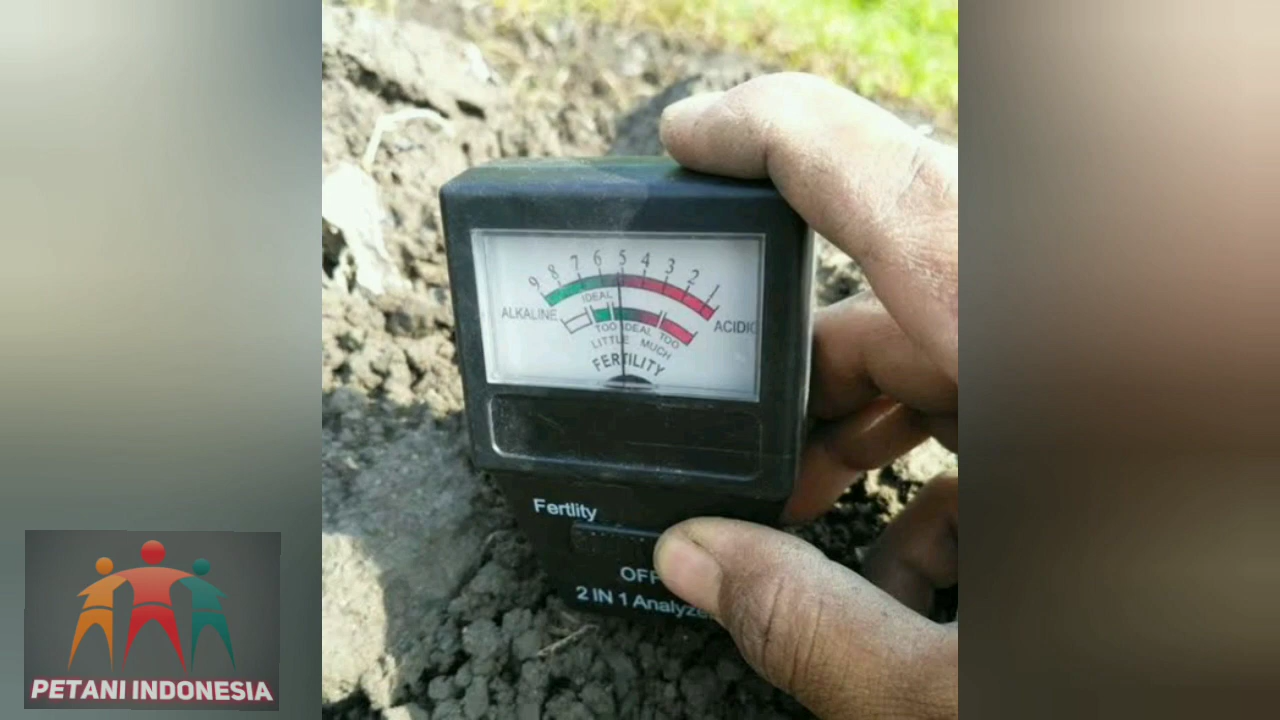 9 8 7 6 5 4 3 2 1
IDEAL
ALKALINE
ACIDIC
TOO IDEAL TOO
LITTLE MUCH
FERTILITY
Fertlity
OFF
2 IN 1 Analyzer
PETANI INDONESIA